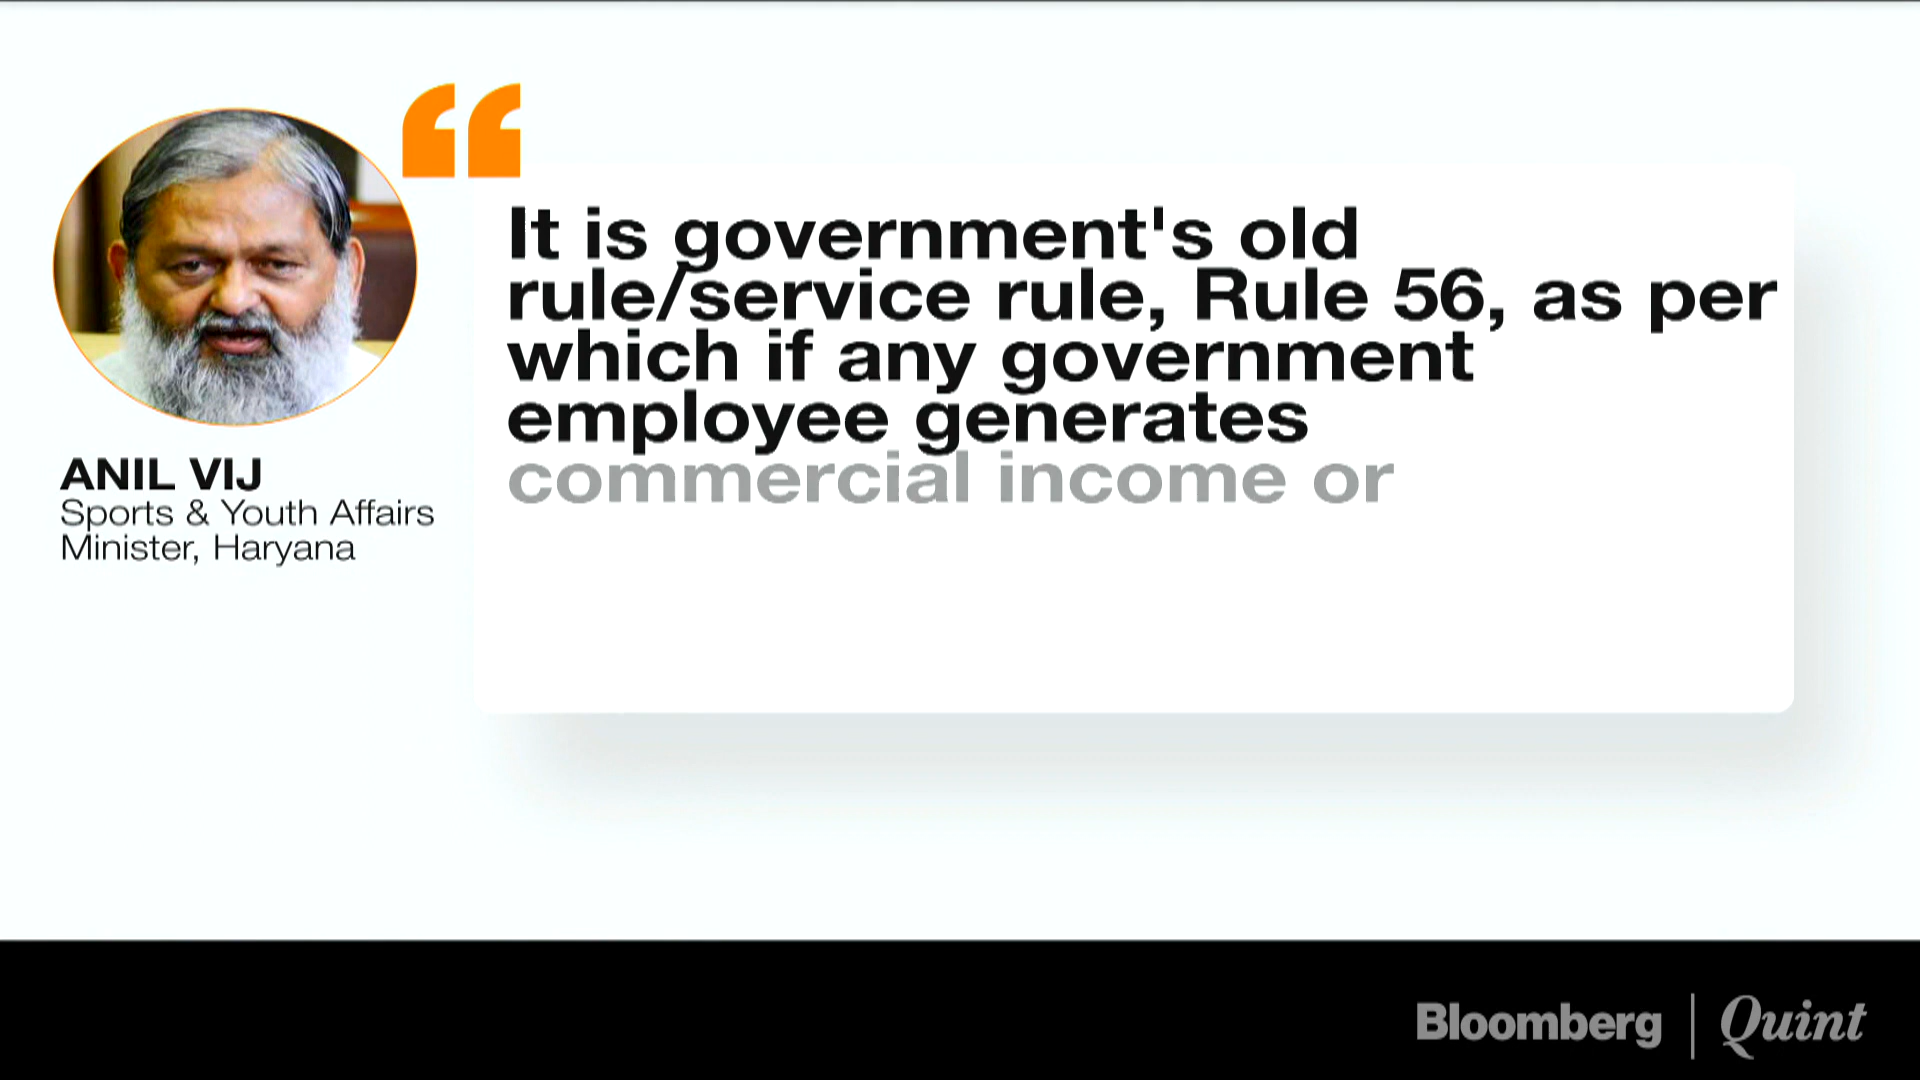 ANIL VIJ
Sports & Youth Affairs
Minister, Haryana
It is government's old
rule/service rule, Rule 56, as per
which if any government
employee generates
commercial income or
Bloomberg | Quint